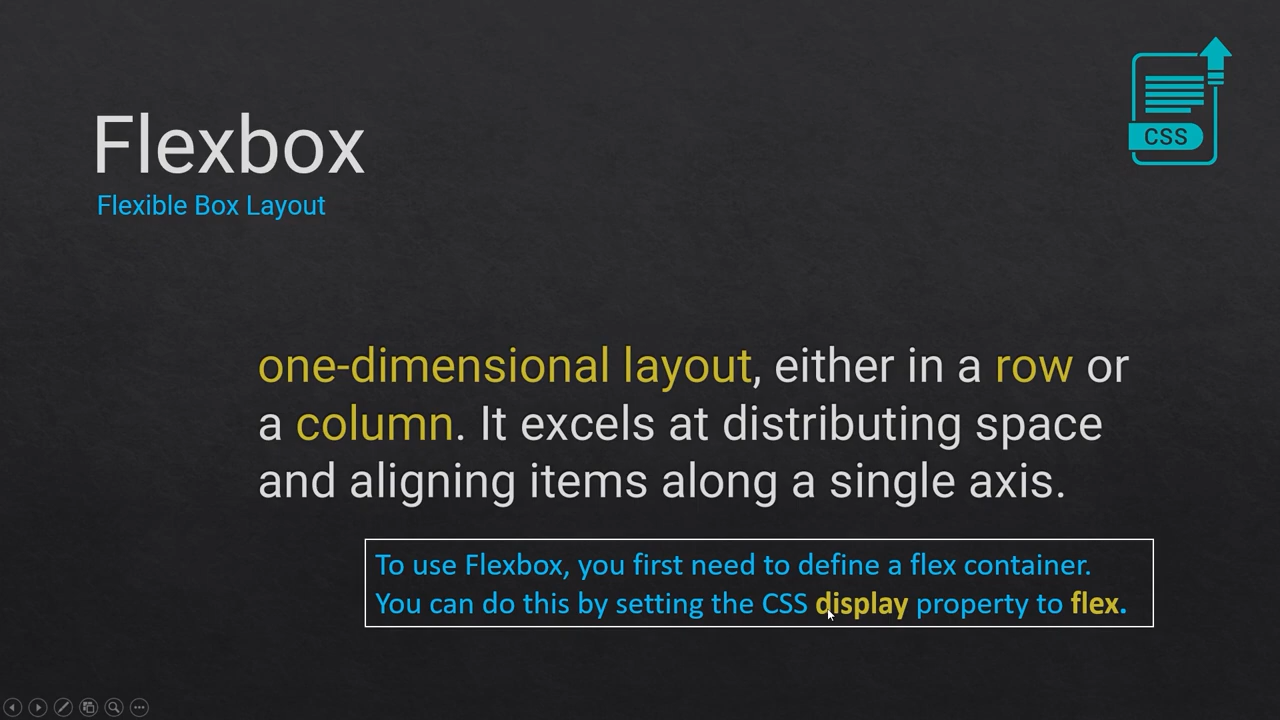 CSS
Flexbox
Flexible Box Layout
one-dimensional layout, either in a row or
a column. It excels at distributing space
and aligning items along a single axis.
To use Flexbox, you first need to define a flex container.
You can do this by setting the CSS display property to flex.